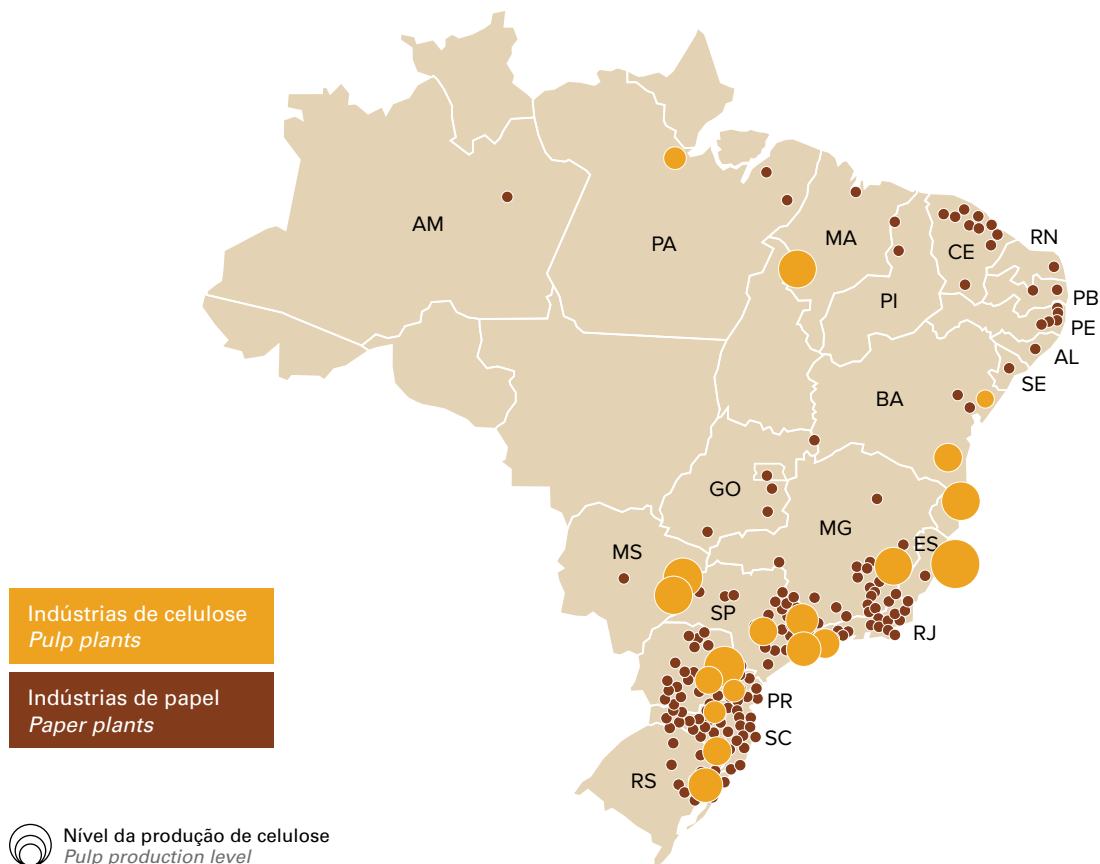 AM
PA
MA
CE
RN
PI
PB
PE
AL
SE
BA
GO
MG
ES
MS
SP
RJ
PR
SC
RS
Indústrias de celulose
Pulp plants
Indústrias de papel
Paper plants
Nível da produção de celulose
Pulp production level